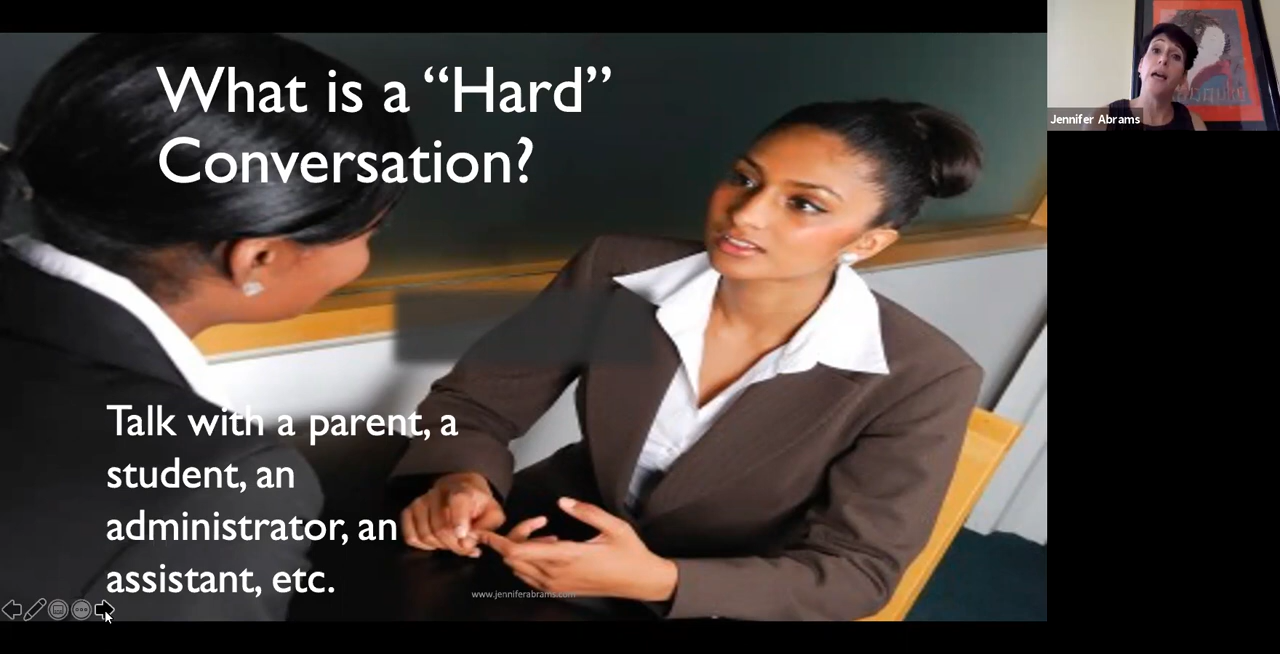 What is a “Hard”
Conversation?
Talk with a parent, a
student, an
administrator, an
assistant, etc.
www.jenniferabrams.com
Jennifer Abrams